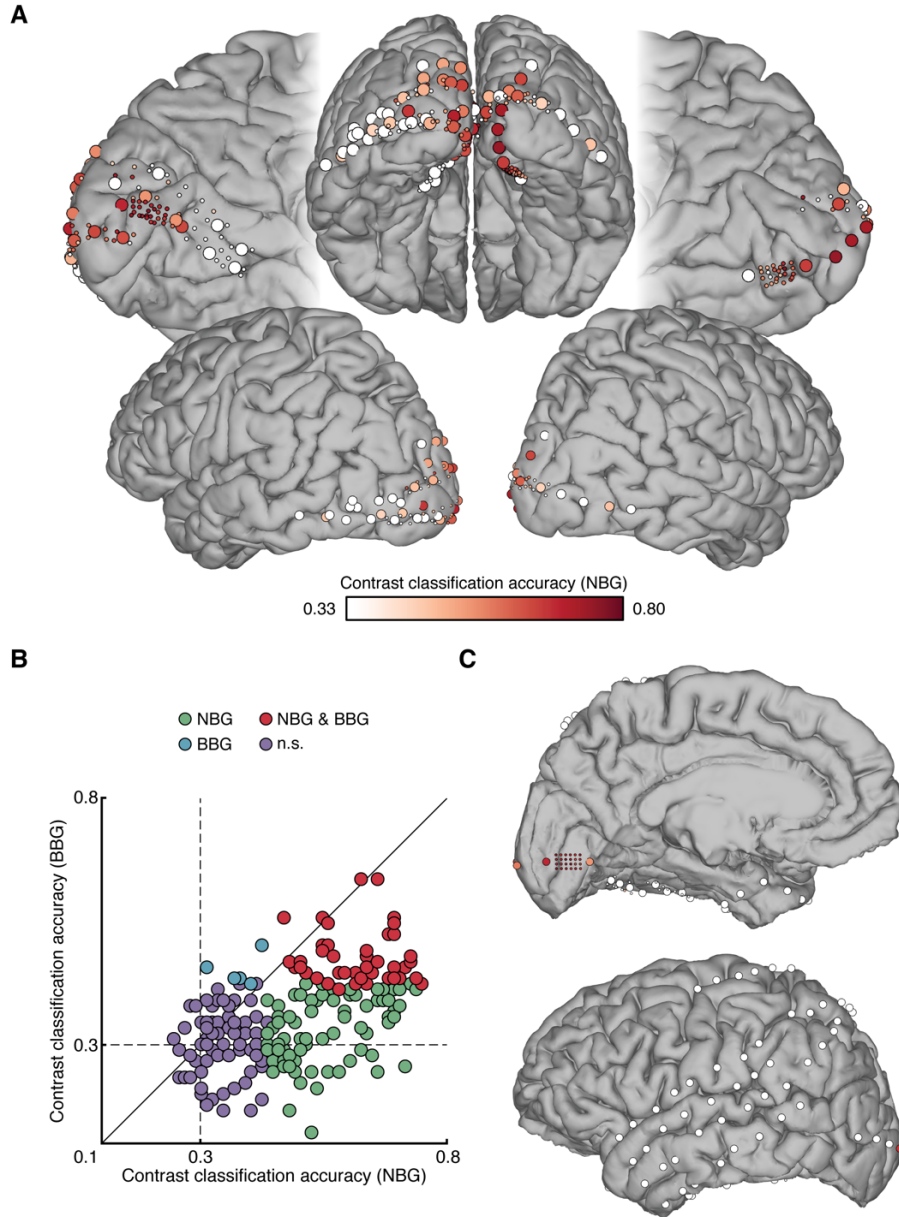 A
Contrast classification accuracy (NBG)
0.33
0.80
B
C
NBG
NBG & BBG
BBG
n.s.
0.8
Contrast classification accuracy (BBG)
0.3
0.1
0.3
0.8
Contrast classification accuracy (NBG)